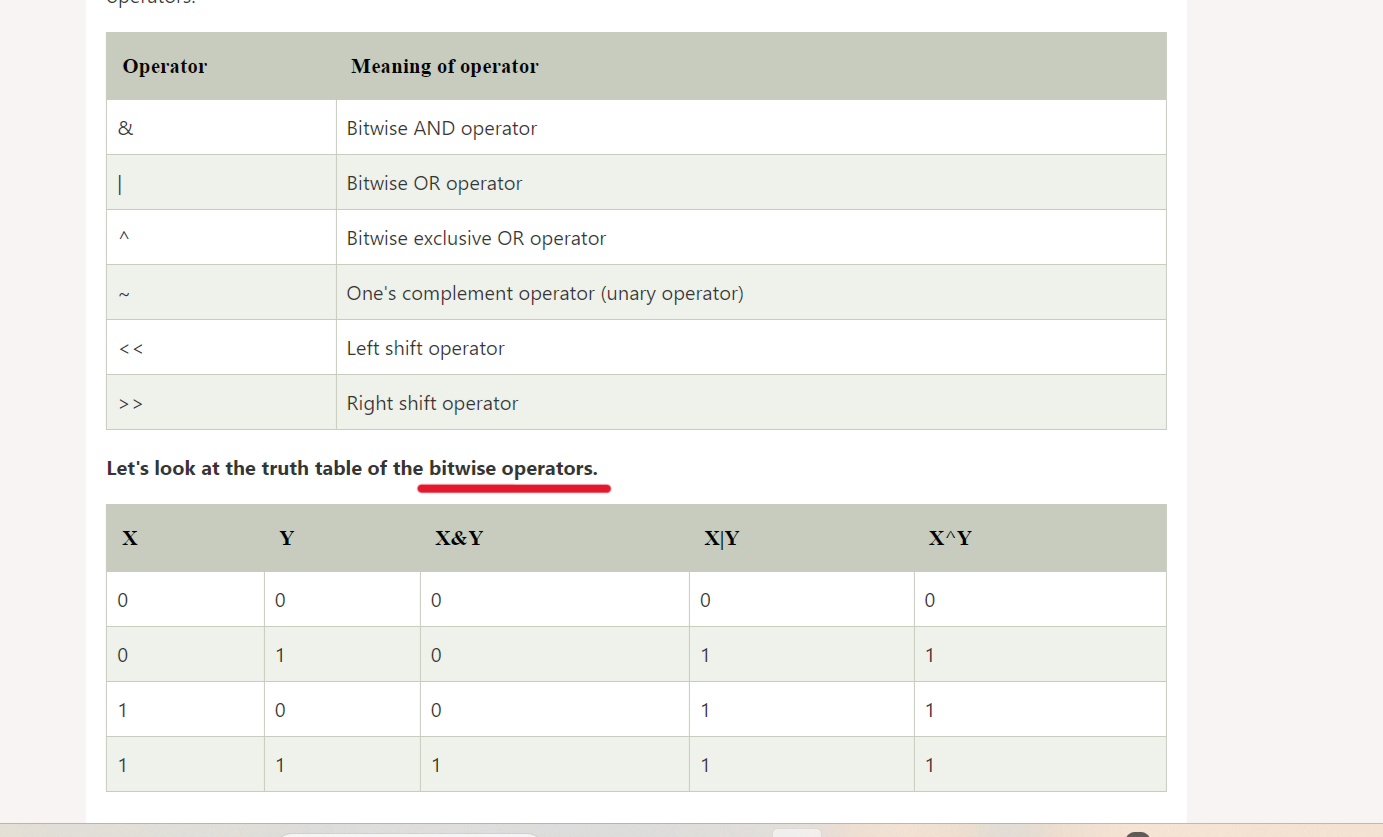 operators.
Operator Meaning of operator
& Bitwise AND operator
| Bitwise OR operator
^ Bitwise exclusive OR operator
~ One's complement operator (unary operator)
<< Left shift operator
>> Right shift operator
Let's look at the truth table of the bitwise operators.
X Y X&Y X|Y X^Y
0 0 0 0 0
0 1 0 1 1
1 0 0 1 1
1 1 1 1 1